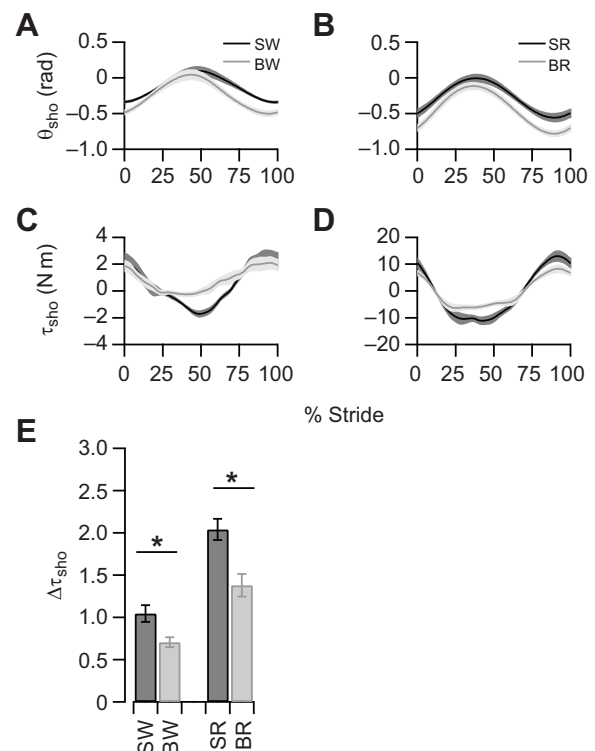 A
B
0.5
0
–0.5
–1.0
θsho (rad)
SW
BW
0 25 50 75 100
0.5
0
–0.5
–1.0
SR
BR
0 25 50 75 100
C
D
4
2
0
–2
–4
τsho (N m)
0 25 50 75 100
20
10
0
–10
–20
0 25 50 75 100
% Stride
E
3.0
2.5
2.0
1.5
1.0
0.5
0
Δτsho
*
*
SW
BW
SR
BR